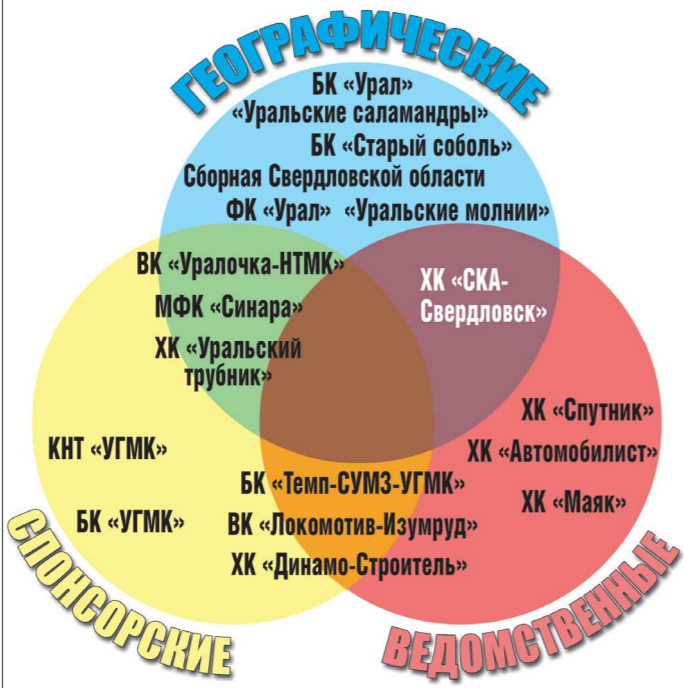 ГЕОГРАФИЧЕСКИЕ
БК «Урал»
«Уральские саламандры»
БК «Старый соболь»
Сборная Свердловской области
ФК «Урал» «Уральские молнии»
ВК «Уралочка-НТМК»
МФК «Синара»
ХК «Уральский
трубник»
ХК «СКА-
Свердловск»
ХК «Спутник»
ХК «Автомобилист»
ХК «Маяк»
КНТ «УГМК»
БК «УГМК»
БК «Темп-СУМЗ-УГМК»
ВК «Локомотив-Изумруд»
ХК «Динамо-Строитель»
СПОНСОРСКИЕ
ВЕДОМСТВЕННЫЕ